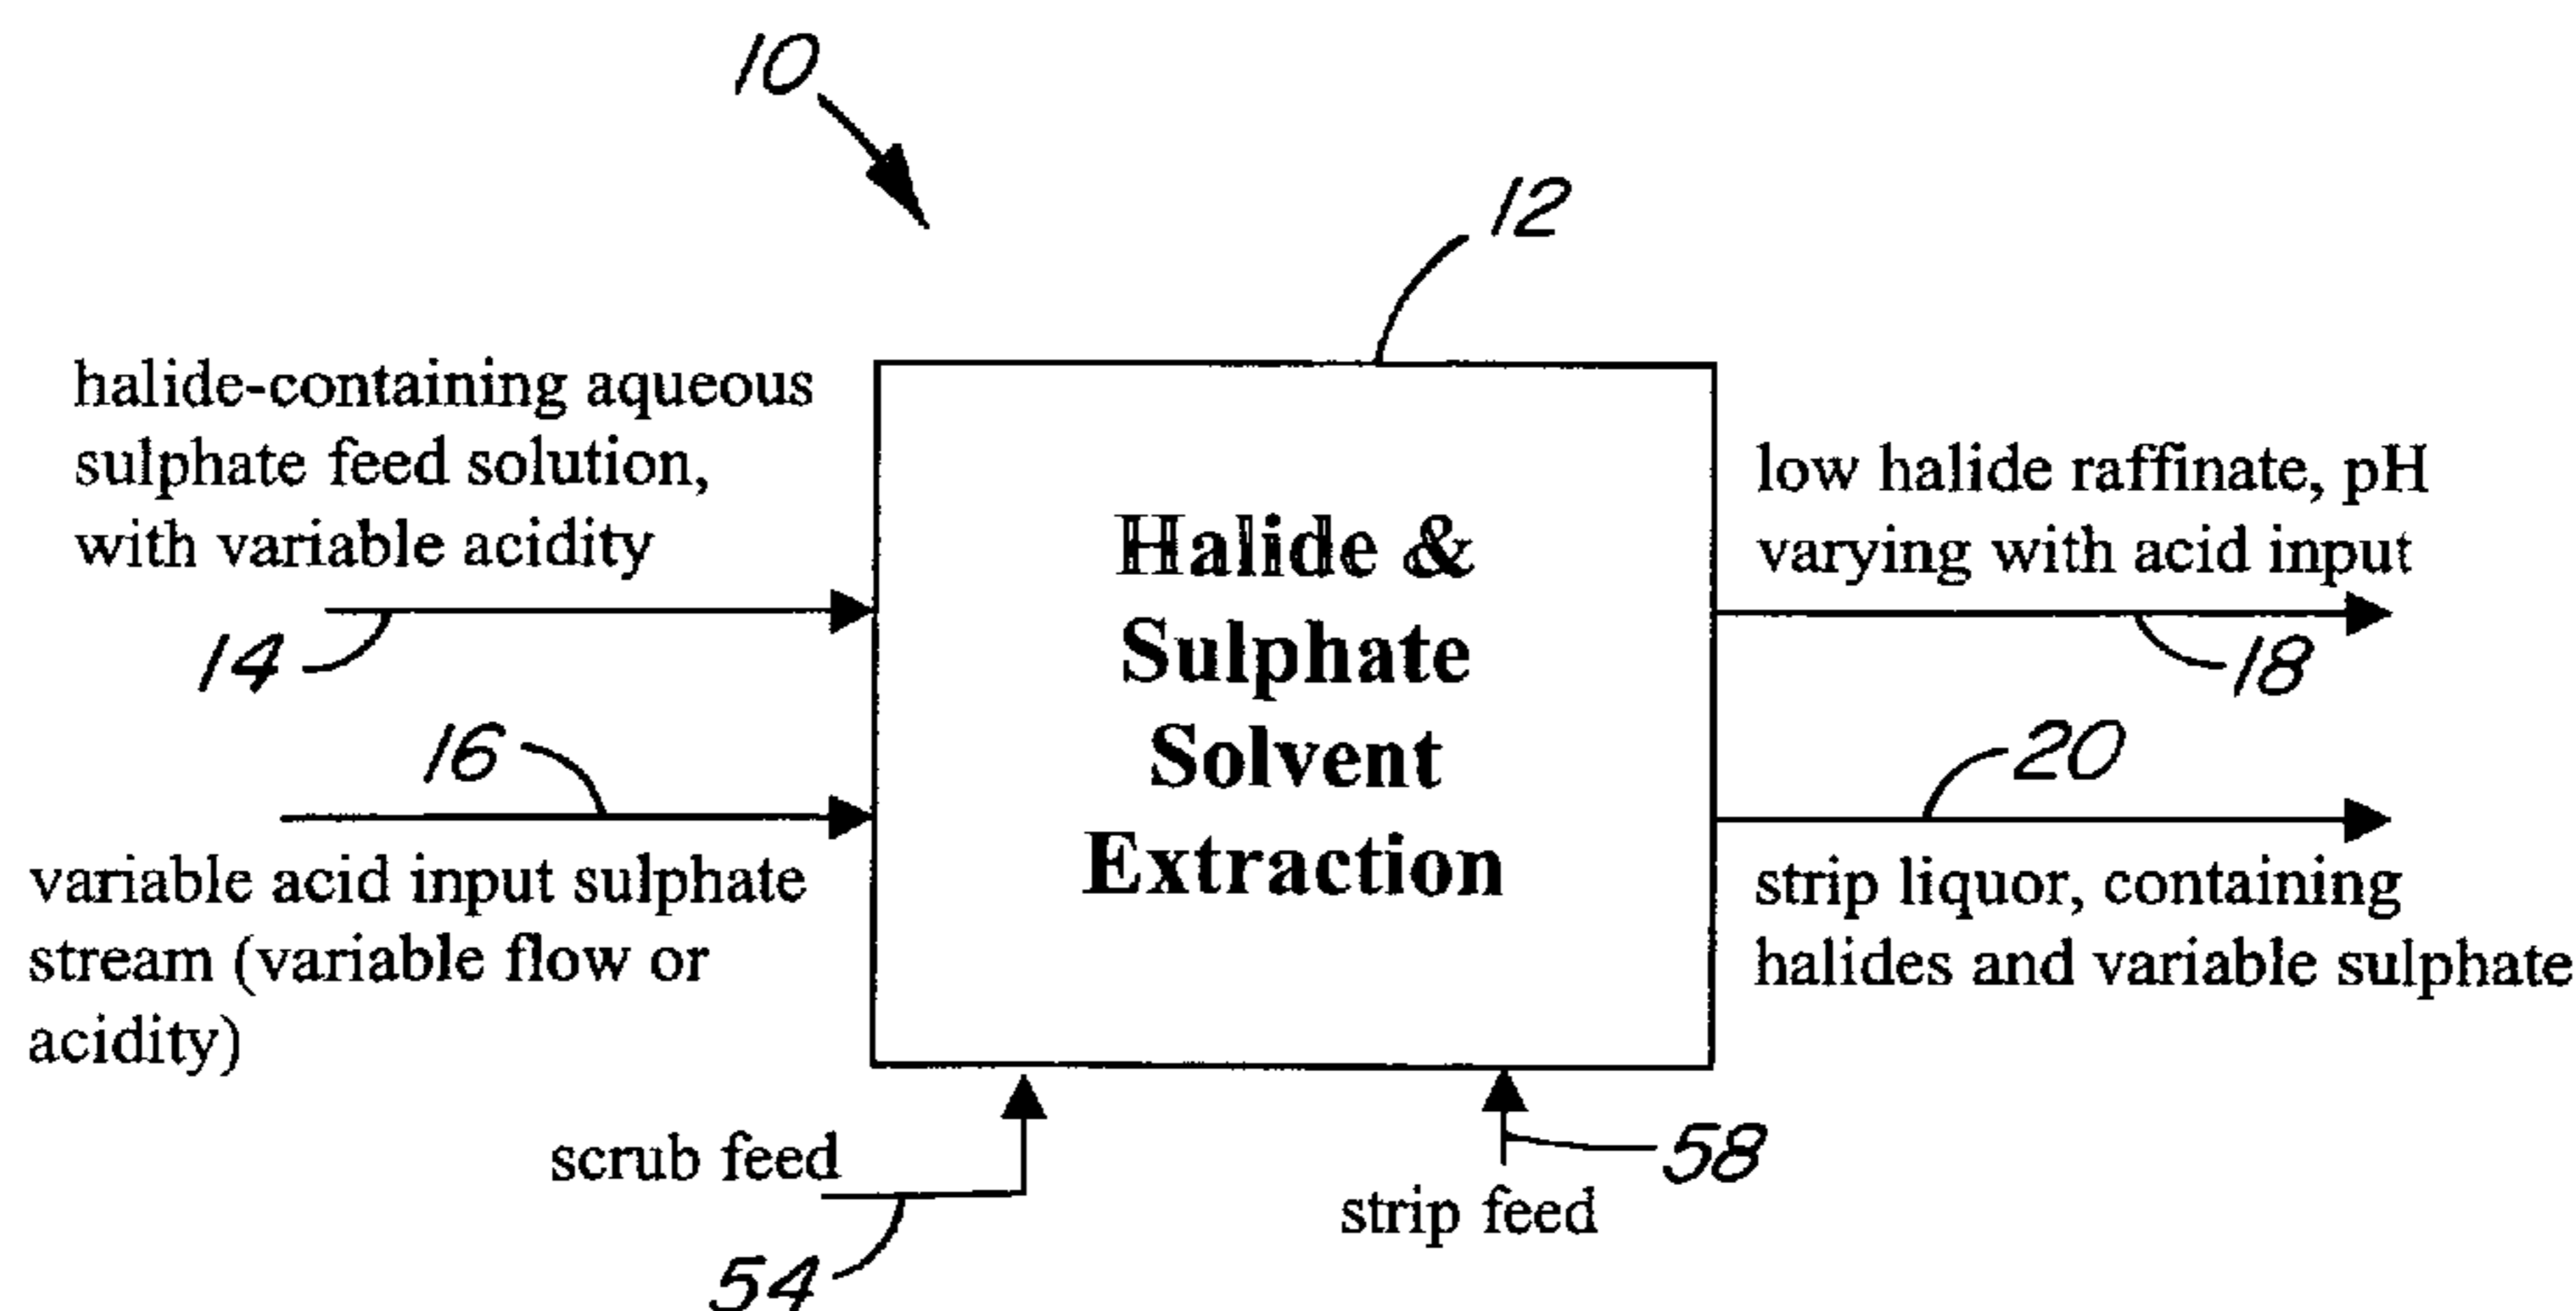 10
12
halide-containing aqueous
sulphate feed solution,
with variable acidity
14
16
variable acid input sulphate
stream (variable flow or
acidity)
Halide &
Sulphate
Solvent
Extraction
low halide raffinate, pH
varying with acid input
18
20
strip liquor, containing
halides and variable sulphate
scrub feed
54
strip feed
58